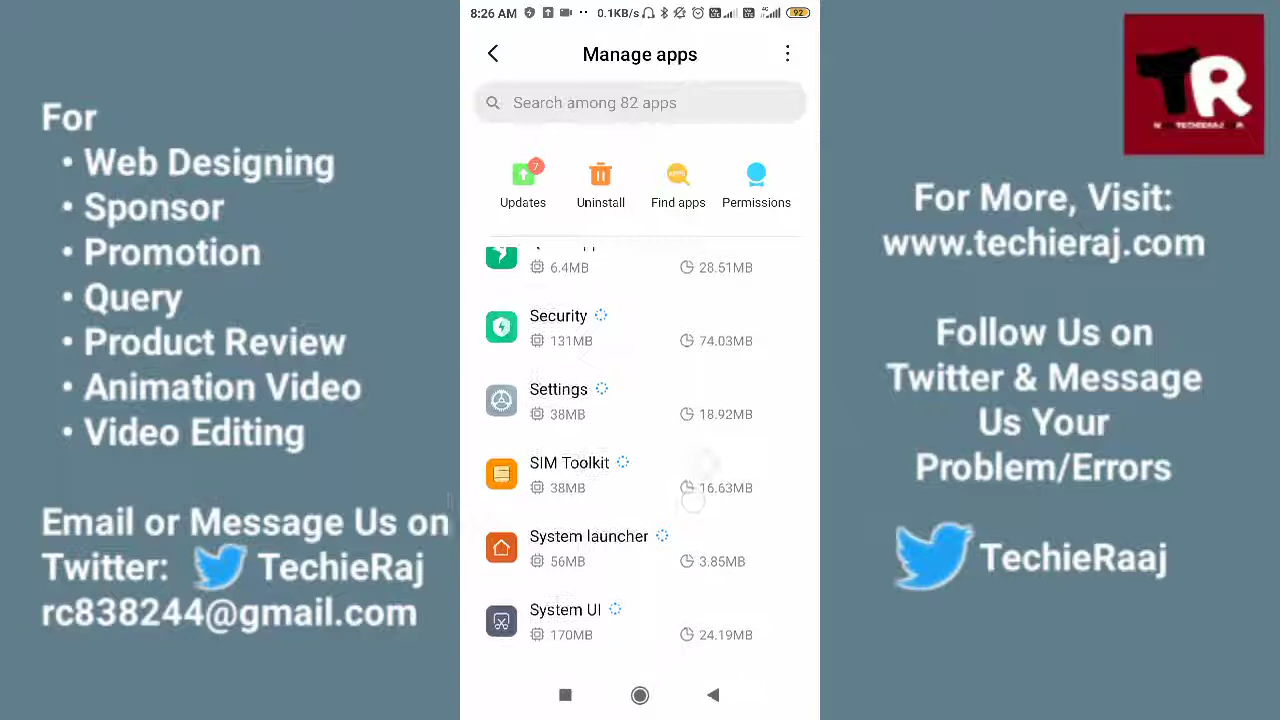 For
• Web Designing
• Sponsor
• Promotion
• Query
• Product Review
• Animation Video
• Video Editing
Email or Message Us on
Twitter: TechieRaj
rc838244@gmail.com
8:26 AM 0.1KB/s 4G 92
Manage apps
Search among 82 apps
7
APPS
Updates Uninstall Find apps Permissions
6.4MB 28.51MB
Security
131MB 74.03MB
Settings
38MB 18.92MB
SIM Toolkit
38MB 16.63MB
System launcher
56MB 3.85MB
System UI
170MB 24.19MB
TR
For More, Visit:
www.techieraj.com
Follow Us on
Twitter & Message
Us Your
Problem/Errors
TechieRaaj